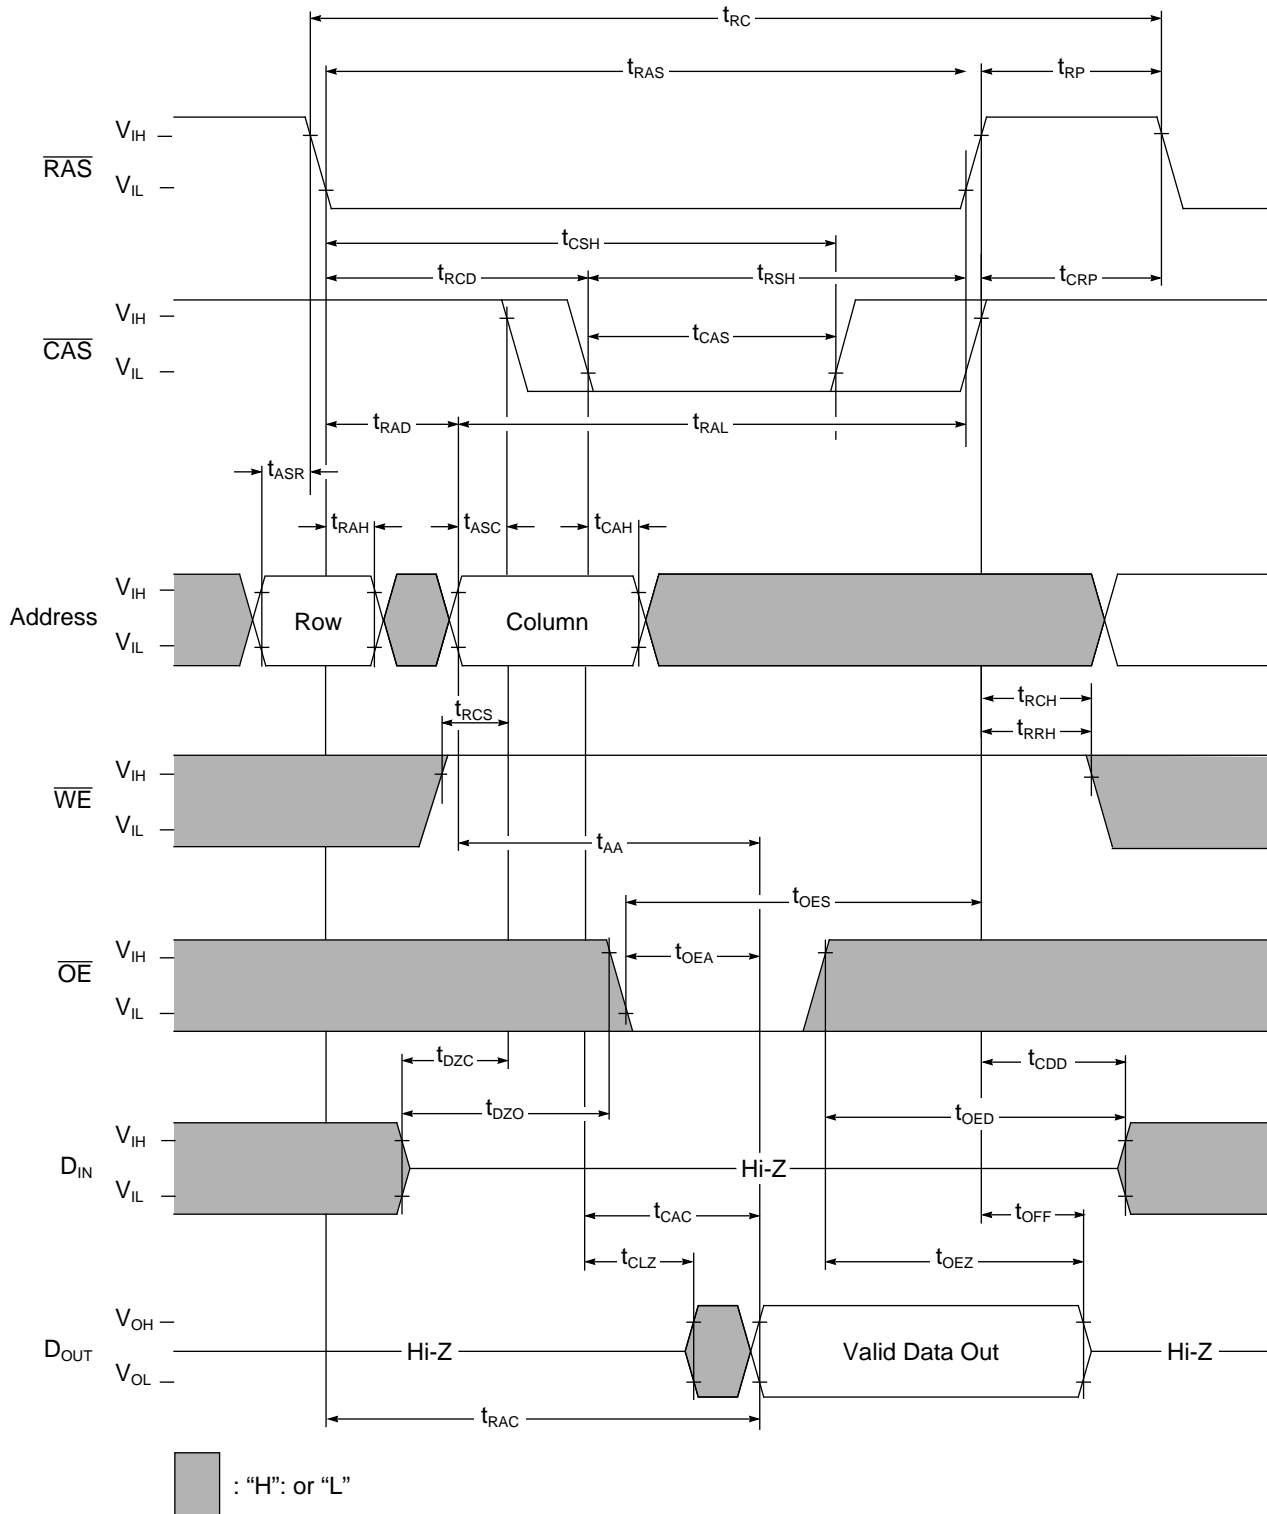 tRC
tRAS
tRP
VIH
RAS
VIL
tCSH
tRCD
tRSH
tCRP
VIH
CAS
tCAS
VIL
tRAD
tRAL
tASR
tRAH
tASC
tCAH
VIH
Address
Row
Column
VIL
tRCS
tRCH
tRRH
VIH
WE
VIL
tAA
tOES
VIH
OE
tOEA
VIL
tDZC
tCDD
tDZO
tOED
VIH
DIN
Hi-Z
VIL
tCAC
tOFF
tCLZ
tOEZ
VOH
DOUT
Hi-Z
Valid Data Out
Hi-Z
VOL
tRAC
: “H”: or “L”